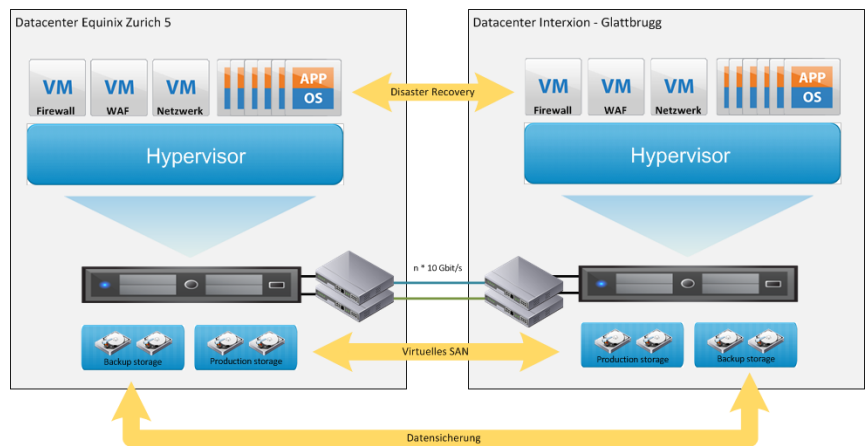 Datacenter Equinix Zurich 5
Datacenter Interxion - Glattbrugg
VM
Firewall
VM
WAF
VM
Netzwerk
APP
OS
Disaster Recovery
VM
Firewall
VM
WAF
VM
Netzwerk
APP
OS
Hypervisor
Hypervisor
n * 10 Gbit/s
Backup storage
Production storage
Virtuelles SAN
Production storage
Backup storage
Datensicherung